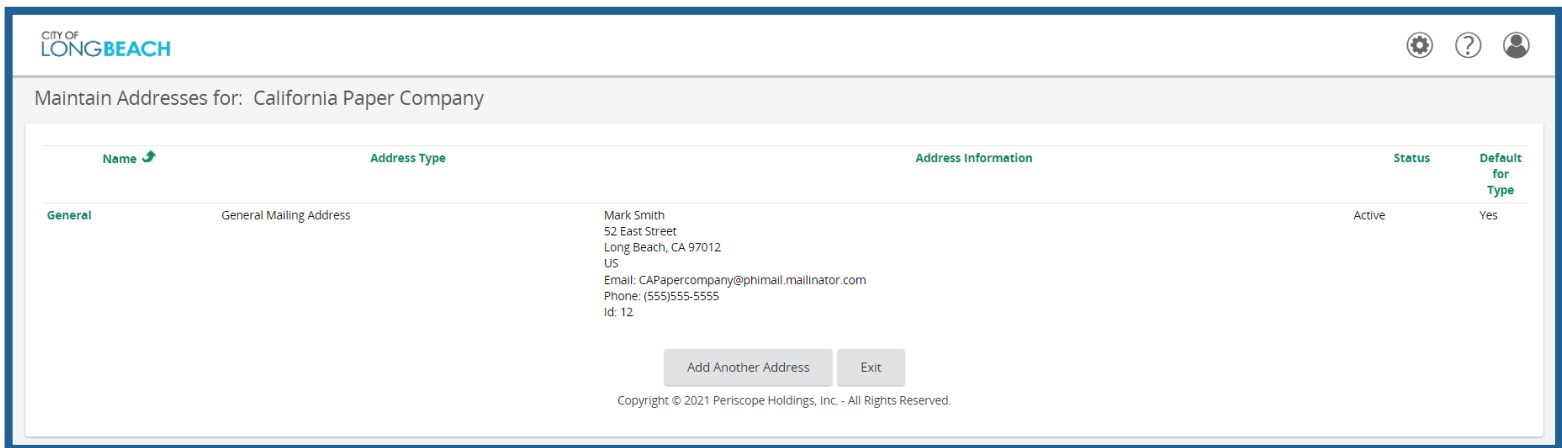 CITY OF
LONGBEACH
Maintain Addresses for: California Paper Company
Name Address Type Address Information Status Default
for
Type
General General Mailing Address Mark Smith Active Yes
52 East Street
Long Beach, CA 97012
US
Email: CAPapercompany@phimail.mailinator.com
Phone: (555)555-5555
Id: 12
Add Another Address Exit
Copyright © 2021 Periscope Holdings, Inc. - All Rights Reserved.